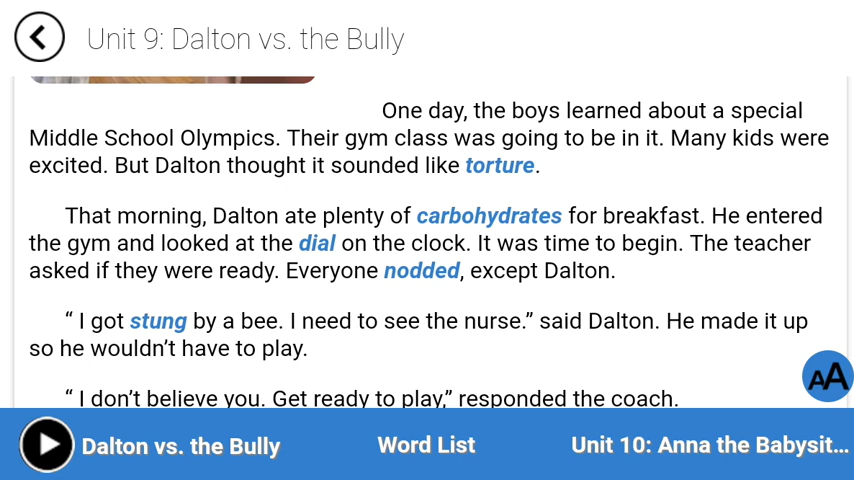 Unit 9: Dalton vs. the Bully
One day, the boys learned about a special
Middle School Olympics. Their gym class was going to be in it. Many kids were
excited. But Dalton thought it sounded like torture.
That morning, Dalton ate plenty of carbohydrates for breakfast. He entered
the gym and looked at the dial on the clock. It was time to begin. The teacher
asked if they were ready. Everyone nodded, except Dalton.
“ I got stung by a bee. I need to see the nurse.” said Dalton. He made it up
so he wouldn’t have to play.
“ I don’t believe you. Get ready to play,” responded the coach.
AA
Dalton vs. the Bully
Word List
Unit 10: Anna the Babysit...